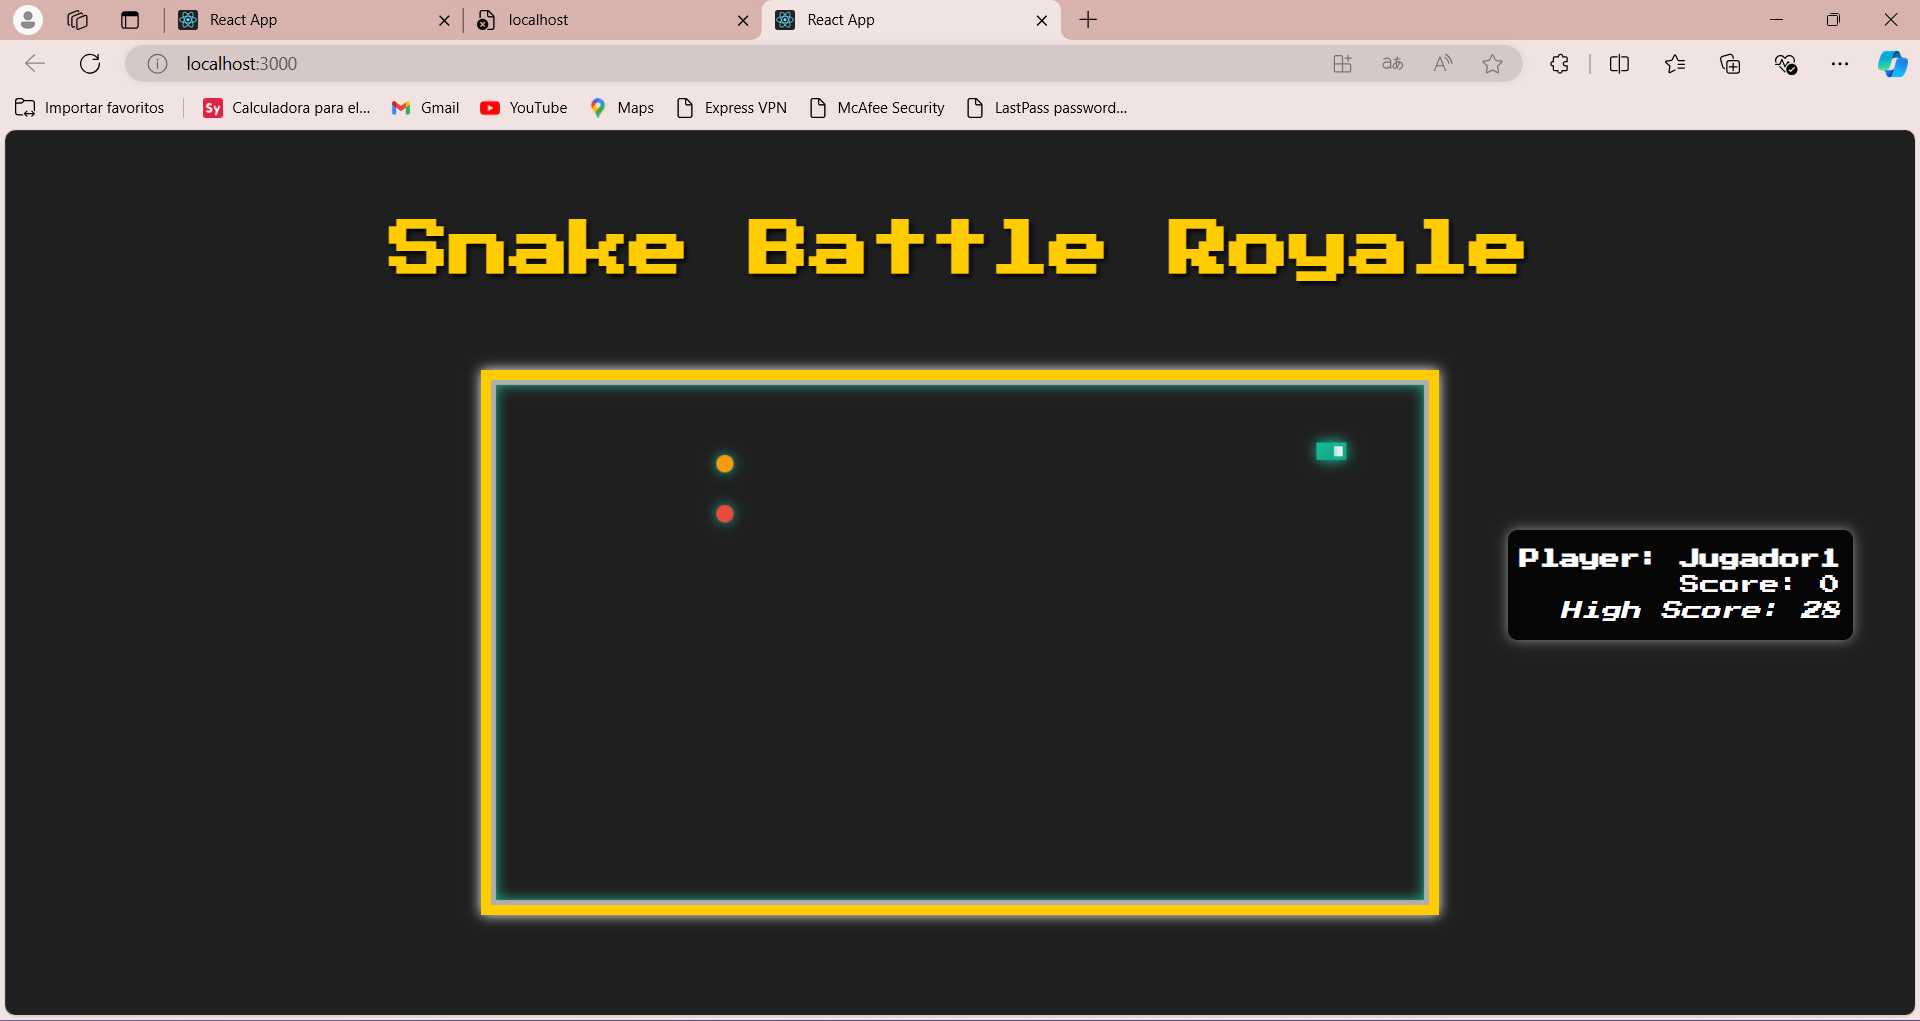 React App
localhost
React App
localhost:3000
Importar favoritos
Sy
Calculadora para el...
Gmail
YouTube
Maps
Express VPN
McAfee Security
LastPass password...
Snake Battle Royale
Player: Jugador1
Score: 0
High Score: 28